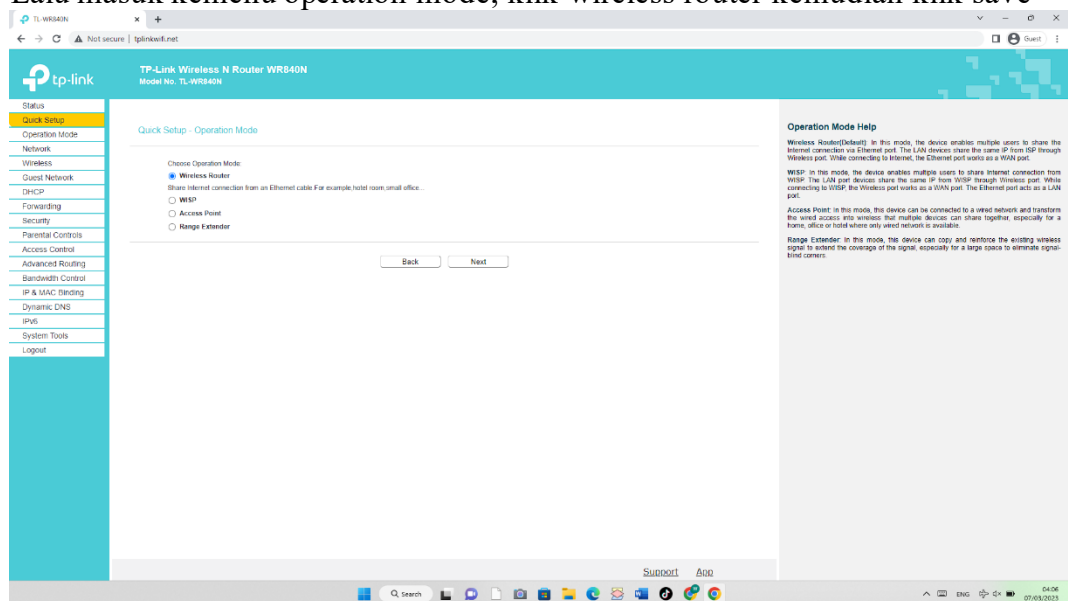 Lalu masuk kemenu operation mode, klik wireless router kemudian klik save
TL-WR840N
Not secure | tplinkwifi.net
Guest
tp-link
TP-Link Wireless N Router WR840N
Model No. TL-WR840N
Status
Quick Setup
Operation Mode
Network
Wireless
Guest Network
DHCP
Forwarding
Security
Parental Controls
Access Control
Advanced Routing
Bandwidth Control
IP & MAC Binding
Dynamic DNS
IPv6
System Tools
Logout
Quick Setup - Operation Mode
Choose Operation Mode:
Wireless Router
Share Internet connection from an Ethernet cable.For example,hotel room,small office...
WISP
Access Point
Range Extender
Back Next
Operation Mode Help
Wireless Router(Default): In this mode, the device enables multiple users to share the
Internet connection via Ethernet port. The LAN devices share the same IP from ISP through
Wireless port. While connecting to Internet, the Ethernet port works as a WAN port.
WISP: In this mode, the device enables multiple users to share Internet connection from
WISP. The LAN port devices share the same IP from WISP through Wireless port. While
connecting to WISP, the Wireless port works as a WAN port. The Ethernet port acts as a LAN
port.
Access Point: In this mode, this device can be connected to a wired network and transform
the wired access into wireless that multiple devices can share together, especially for a
home, office or hotel where only wired network is available.
Range Extender: In this mode, this device can copy and reinforce the existing wireless
signal to extend the coverage of the signal, especially for a large space to eliminate signal-
blind corners.
Support App
Search
ENG
04.06
07/03/2023